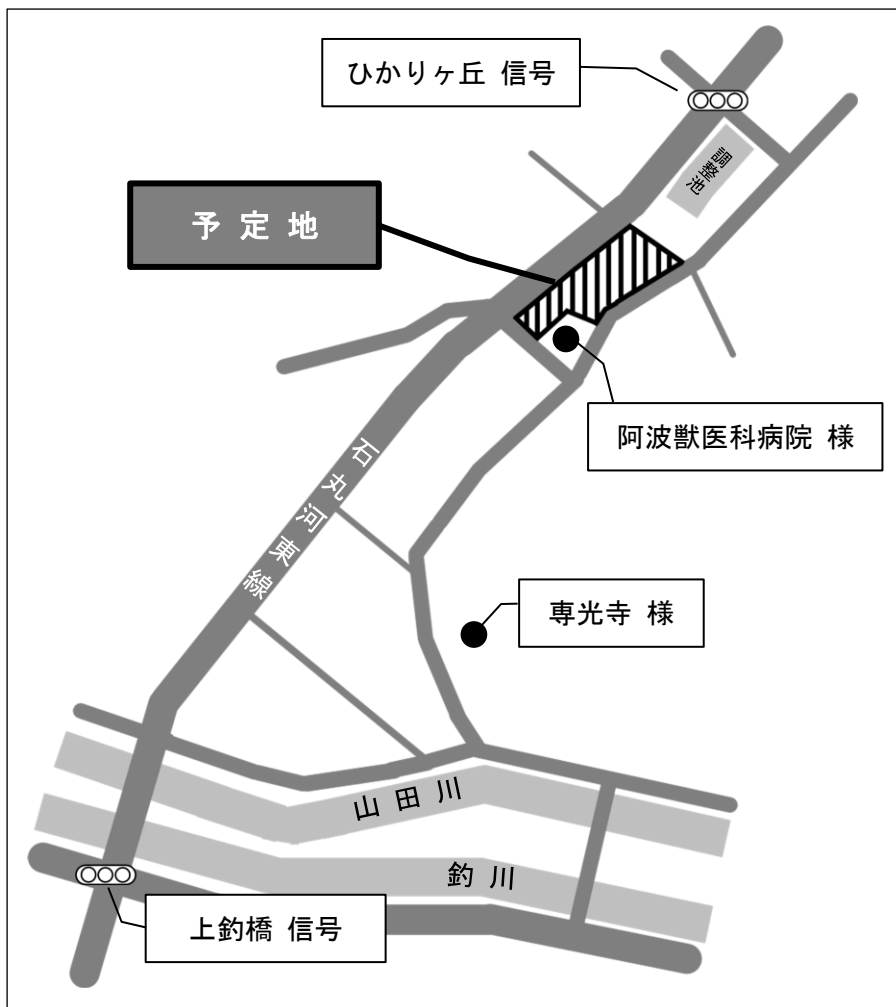 ひかりヶ丘 信号
調整池
予 定 地
阿波獣医科病院 様
石丸河東線
専光寺 様
山田川
釣川
上釣橋 信号